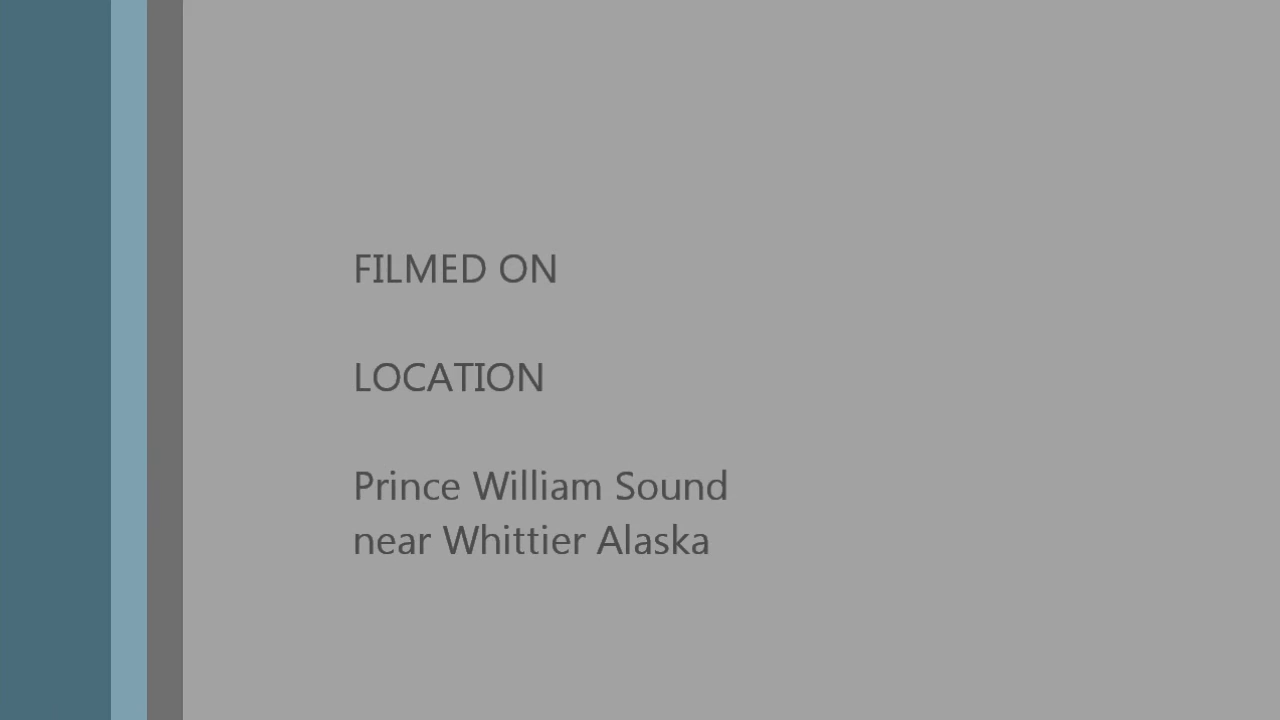 FILMED ON
LOCATION
Prince William Sound
near Whittier Alaska